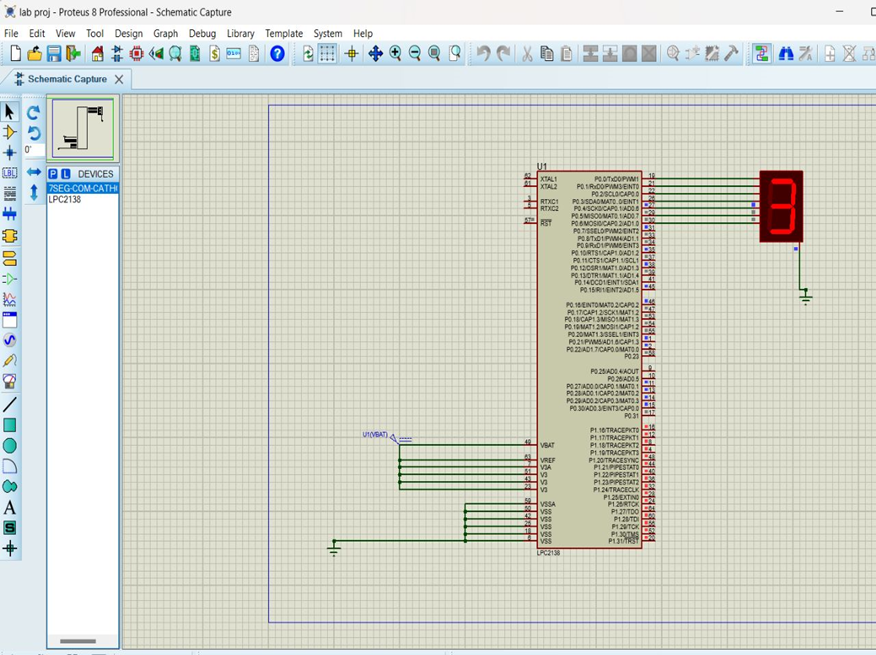 lab proj - Proteus 8 Professional - Schematic Capture
File Edit View Tool Design Graph Debug Library Template System Help
Schematic Capture
0°
P L DEVICES
7SEG-COM-CATH
LPC2138
U1
XTAL1
XTAL2
RTXC1
RTXC2
RST
P0.0/TxD0/PWM1
P0.1/RxD0/PWM3/EINT0
P0.2/SCL0/CAP0.0
P0.3/SDA0/MAT0.0/EINT1
P0.4/SCK0/CAP0.1/AD0.6
P0.5/MISO0/MAT0.1/AD0.7
P0.6/MOSI0/CAP0.2/AD1.0
P0.7/SSEL0/PWM2/EINT2
P0.8/TxD1/PWM4/AD1.1
P0.9/RxD1/PWM6/EINT3
P0.10/RTS1/CAP1.0/AD1.2
P0.11/CTS1/CAP1.1/SCL1
P0.12/DSR1/MAT1.0/AD1.3
P0.13/DTR1/MAT1.1/AD1.4
P0.14/DCD1/EINT1/SDA1
P0.15/RI1/EINT2/AD1.5
P0.16/EINT0/MAT0.2/CAP0.2
P0.17/CAP1.2/SCK1/MAT1.2
P0.18/CAP1.3/MISO1/MAT1.3
P0.19/MAT1.2/MOSI1/CAP1.2
P0.20/MAT1.3/SSEL1/EINT3
P0.21/PWM5/AD1.6/CAP1.3
P0.22/AD1.7/CAP0.0/MAT0.0
P0.23
P0.25/AD0.4/AOUT
P0.26/AD0.5
P0.27/AD0.0/CAP0.1/MAT0.1
P0.28/AD0.1/CAP0.2/MAT0.2
P0.29/AD0.2/CAP0.3/MAT0.3
P0.30/AD0.3/EINT3/CAP0.0
P0.31
U1(VBAT)
VBAT
VREF
V3A
V3
V3
V3
VSSA
VSS
VSS
VSS
VSS
VSS
P1.16/TRACEPKT0
P1.17/TRACEPKT1
P1.18/TRACEPKT2
P1.19/TRACEPKT3
P1.20/TRACESYNC
P1.21/PIPESTAT0
P1.22/PIPESTAT1
P1.23/PIPESTAT2
P1.24/TRACECLK
P1.25/EXTIN0
P1.26/RTCK
P1.27/TDO
P1.28/TDI
P1.29/TCK
P1.30/TMS
P1.31/TRST
LPC2138
3